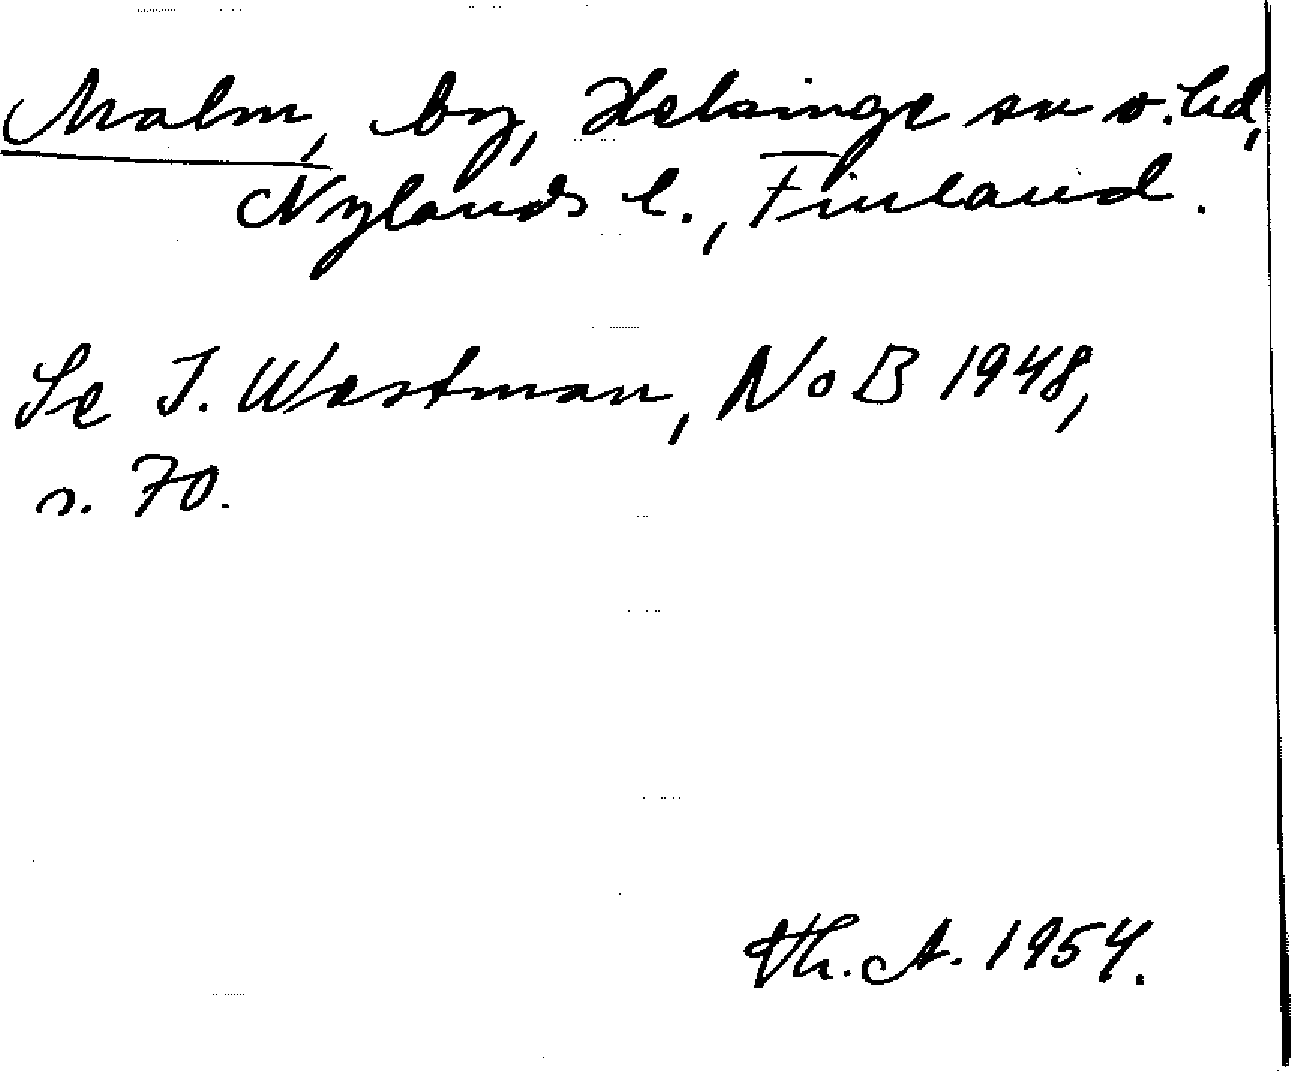 Malm, by, Helsinge sn o. hd,
Nylands l., Finland.
Se I. Westman, NoB 1948,
s. 70.
Th. A. 1954.